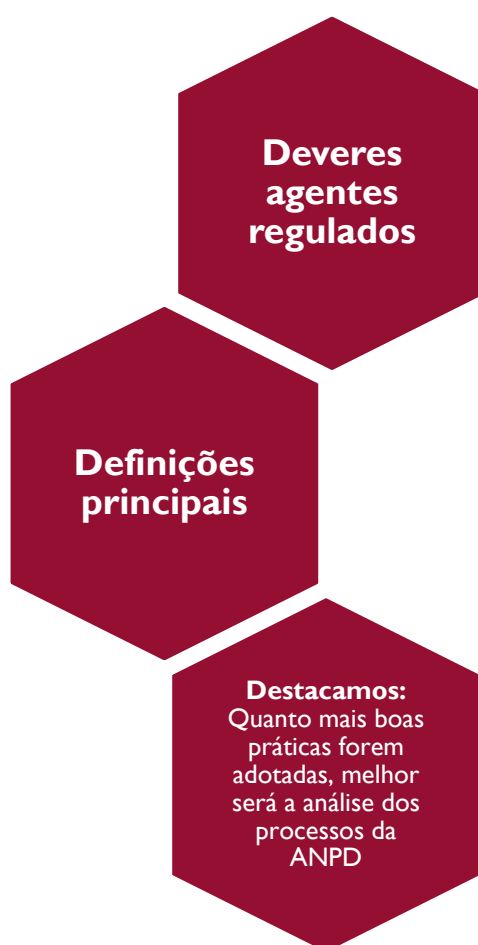 Deveres
agentes
regulados
Definições
principais
Destacamos:
Quanto mais boas
práticas forem
adotadas, melhor
será a análise dos
processos da
ANPD